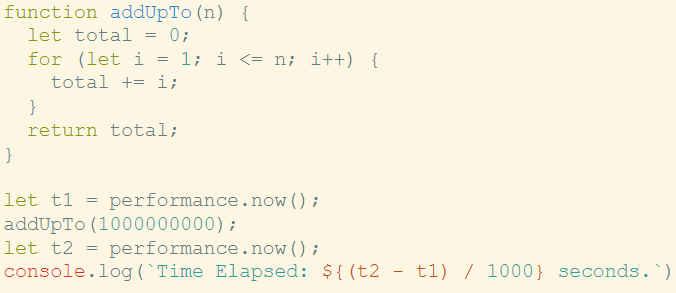 function addUpTo(n) {
  let total = 0;
  for (let i = 1; i <= n; i++) {
    total += i;
  }
  return total;
}

let t1 = performance.now();
addUpTo(1000000000);
let t2 = performance.now();
console.log(`Time Elapsed: ${(t2 - t1) / 1000} seconds.`)